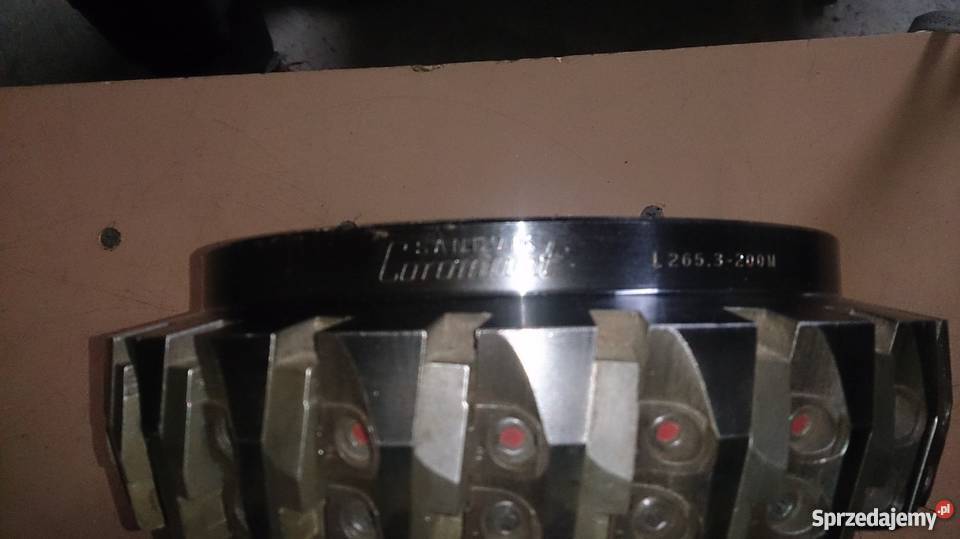 SANDVIK
Coromant
L265.3-200M
Sprzedajemy.pl